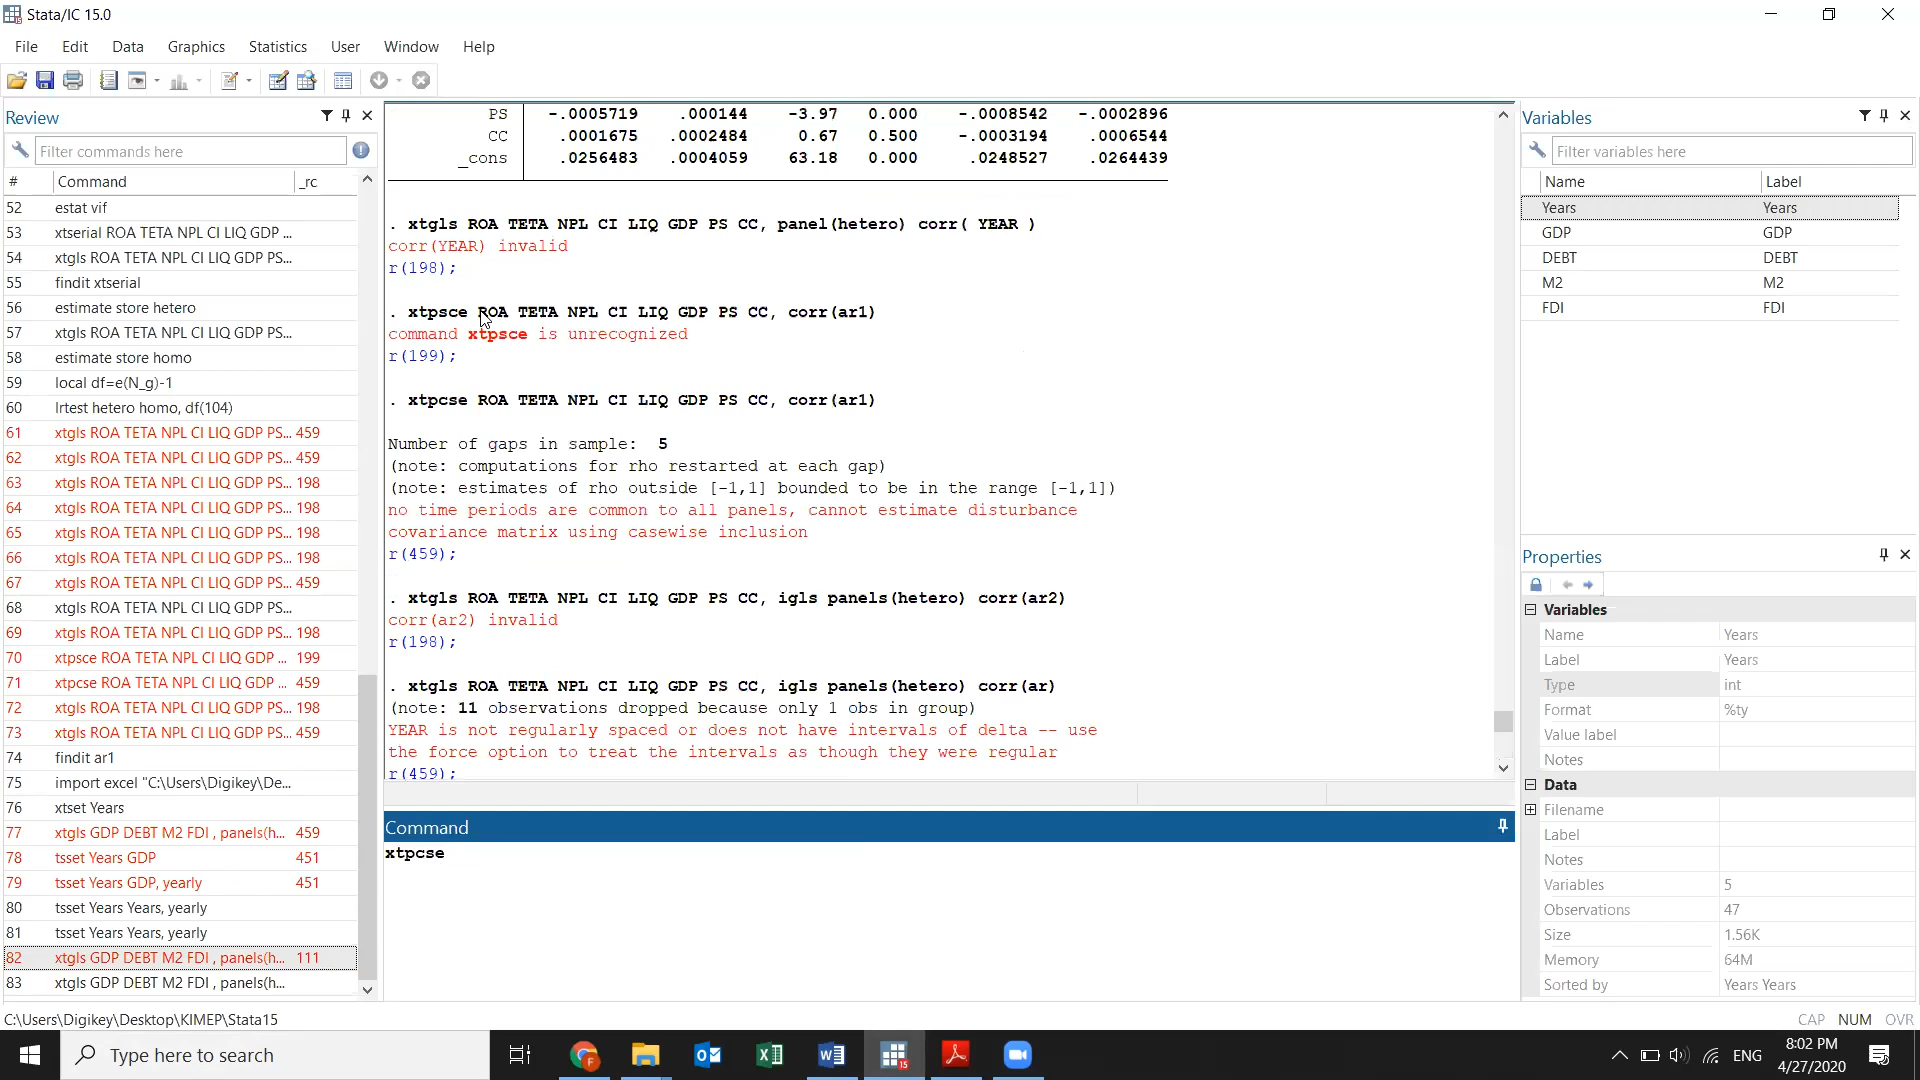 Stata/IC 15.0
File Edit Data Graphics Statistics User Window Help
Review
Filter commands here
# Command _rc
52 estat vif
53 xtserial ROA TETA NPL CI LIQ GDP ...
54 xtgls ROA TETA NPL CI LIQ GDP PS...
55 findit xtserial
56 estimate store hetero
57 xtgls ROA TETA NPL CI LIQ GDP PS...
58 estimate store homo
59 local df=e(N_g)-1
60 lrtest hetero homo, df(104)
61 xtgls ROA TETA NPL CI LIQ GDP PS... 459
62 xtgls ROA TETA NPL CI LIQ GDP PS... 459
63 xtgls ROA TETA NPL CI LIQ GDP PS... 198
64 xtgls ROA TETA NPL CI LIQ GDP PS... 198
65 xtgls ROA TETA NPL CI LIQ GDP PS... 198
66 xtgls ROA TETA NPL CI LIQ GDP PS... 198
67 xtgls ROA TETA NPL CI LIQ GDP PS... 459
68 xtgls ROA TETA NPL CI LIQ GDP PS...
69 xtgls ROA TETA NPL CI LIQ GDP PS... 198
70 xtpsce ROA TETA NPL CI LIQ GDP ... 199
71 xtpcse ROA TETA NPL CI LIQ GDP ... 459
72 xtgls ROA TETA NPL CI LIQ GDP PS... 198
73 xtgls ROA TETA NPL CI LIQ GDP PS... 459
74 findit ar1
75 import excel "C:\Users\Digikey\De...
76 xtset Years
77 xtgls GDP DEBT M2 FDI , panels(h... 459
78 tsset Years GDP 451
79 tsset Years GDP, yearly 451
80 tsset Years Years, yearly
81 tsset Years Years, yearly
82 xtgls GDP DEBT M2 FDI , panels(h... 111
83 xtgls GDP DEBT M2 FDI , panels(h...
PS -.0005719 .000144 -3.97 0.000 -.0008542 -.0002896
CC .0001675 .0002484 0.67 0.500 -.0003194 .0006544
_cons .0256483 .0004059 63.18 0.000 .0248527 .0264439
. xtgls ROA TETA NPL CI LIQ GDP PS CC, panel(hetero) corr( YEAR )
corr(YEAR) invalid
r(198);
. xtpsce ROA TETA NPL CI LIQ GDP PS CC, corr(ar1)
command xtpsce is unrecognized
r(199);
. xtpcse ROA TETA NPL CI LIQ GDP PS CC, corr(ar1)
Number of gaps in sample: 5
(note: computations for rho restarted at each gap)
(note: estimates of rho outside [-1,1] bounded to be in the range [-1,1])
no time periods are common to all panels, cannot estimate disturbance
covariance matrix using casewise inclusion
r(459);
. xtgls ROA TETA NPL CI LIQ GDP PS CC, igls panels(hetero) corr(ar2)
corr(ar2) invalid
r(198);
. xtgls ROA TETA NPL CI LIQ GDP PS CC, igls panels(hetero) corr(ar)
(note: 11 observations dropped because only 1 obs in group)
YEAR is not regularly spaced or does not have intervals of delta -- use
the force option to treat the intervals as though they were regular
r(459);
Command
xtpcse
Variables
Filter variables here
Name Label
Years Years
GDP GDP
DEBT DEBT
M2 M2
FDI FDI
Properties
Variables
Name Years
Label Years
Type int
Format %ty
Value label
Notes
Data
Filename
Label
Notes
Variables 5
Observations 47
Size 1.56K
Memory 64M
Sorted by Years Years
C:\Users\Digikey\Desktop\KIMEP\Stata15
CAP NUM OVR
Type here to search
15
ENG
8:02 PM
4/27/2020